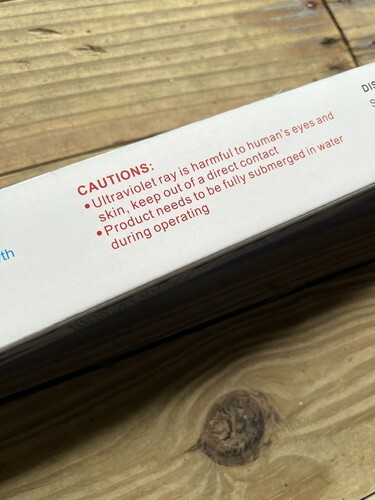 CAUTIONS:
•Ultraviolet ray is harmful to human's eyes and
skin, keep out of a direct contact
•Product needs to be fully submerged in water
during operating